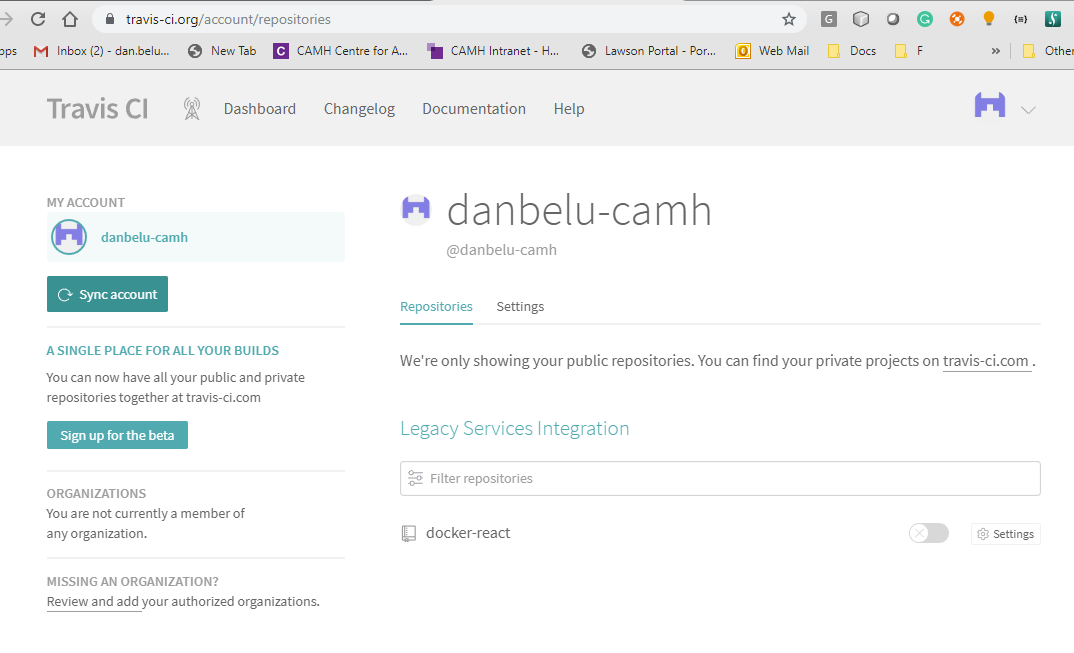 travis-ci.org/account/repositories
Inbox (2) - dan.belu... New Tab CAMH Centre for A... CAMH Intranet - H... Lawson Portal - Por... Web Mail Docs F » Other
Travis CI Dashboard Changelog Documentation Help
MY ACCOUNT
danbelu-camh
Sync account
A SINGLE PLACE FOR ALL YOUR BUILDS
You can now have all your public and private
repositories together at travis-ci.com
Sign up for the beta
ORGANIZATIONS
You are not currently a member of
any organization.
MISSING AN ORGANIZATION?
Review and add your authorized organizations.
danbelu-camh
@danbelu-camh
Repositories Settings
We're only showing your public repositories. You can find your private projects on travis-ci.com .
Legacy Services Integration
Filter repositories
docker-react Settings